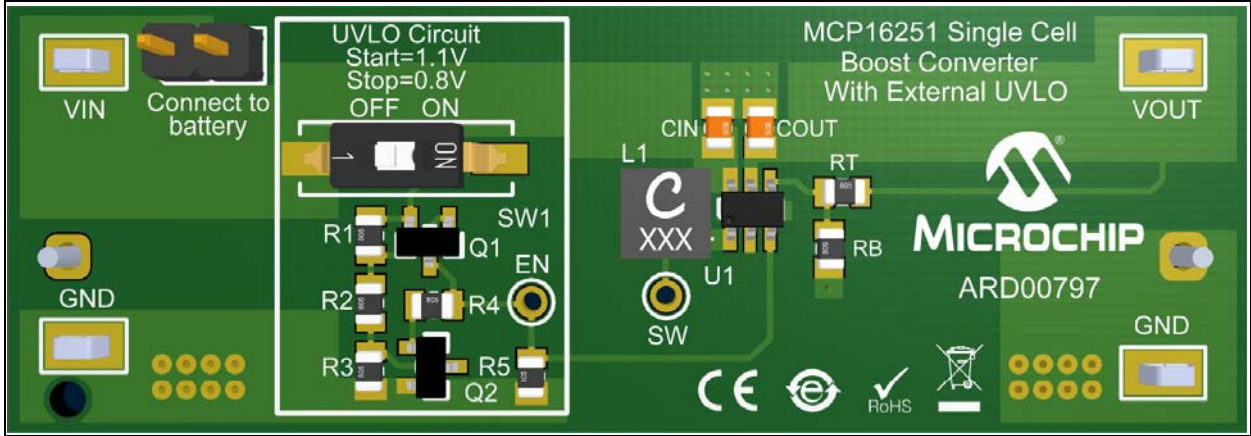 VIN
Connect to
battery
UVLO Circuit
Start=1.1V
Stop=0.8V
OFF ON
1
ON
SW1
R1
Q1
R2
R4
EN
R3
Q2
R5
GND
MCP16251 Single Cell
Boost Converter
With External UVLO
VOUT
CIN
COUT
L1
C
XXX
U1
SW
RT
RB
MICROCHIP
ARD00797
GND
CE
e
RoHS